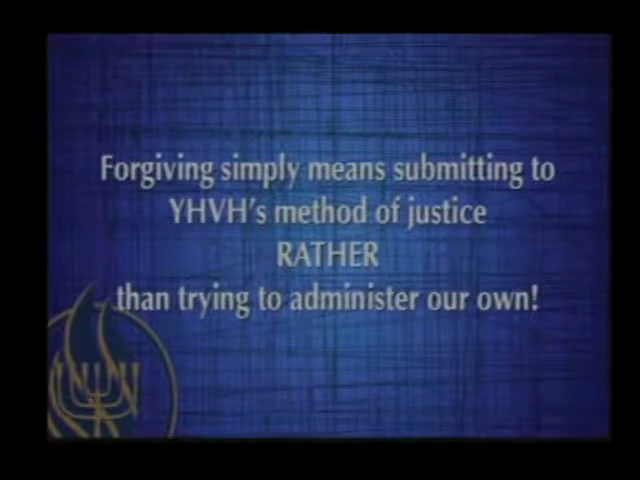 Forgiving simply means submitting to
YHVH's method of justice
RATHER
than trying to administer our own!